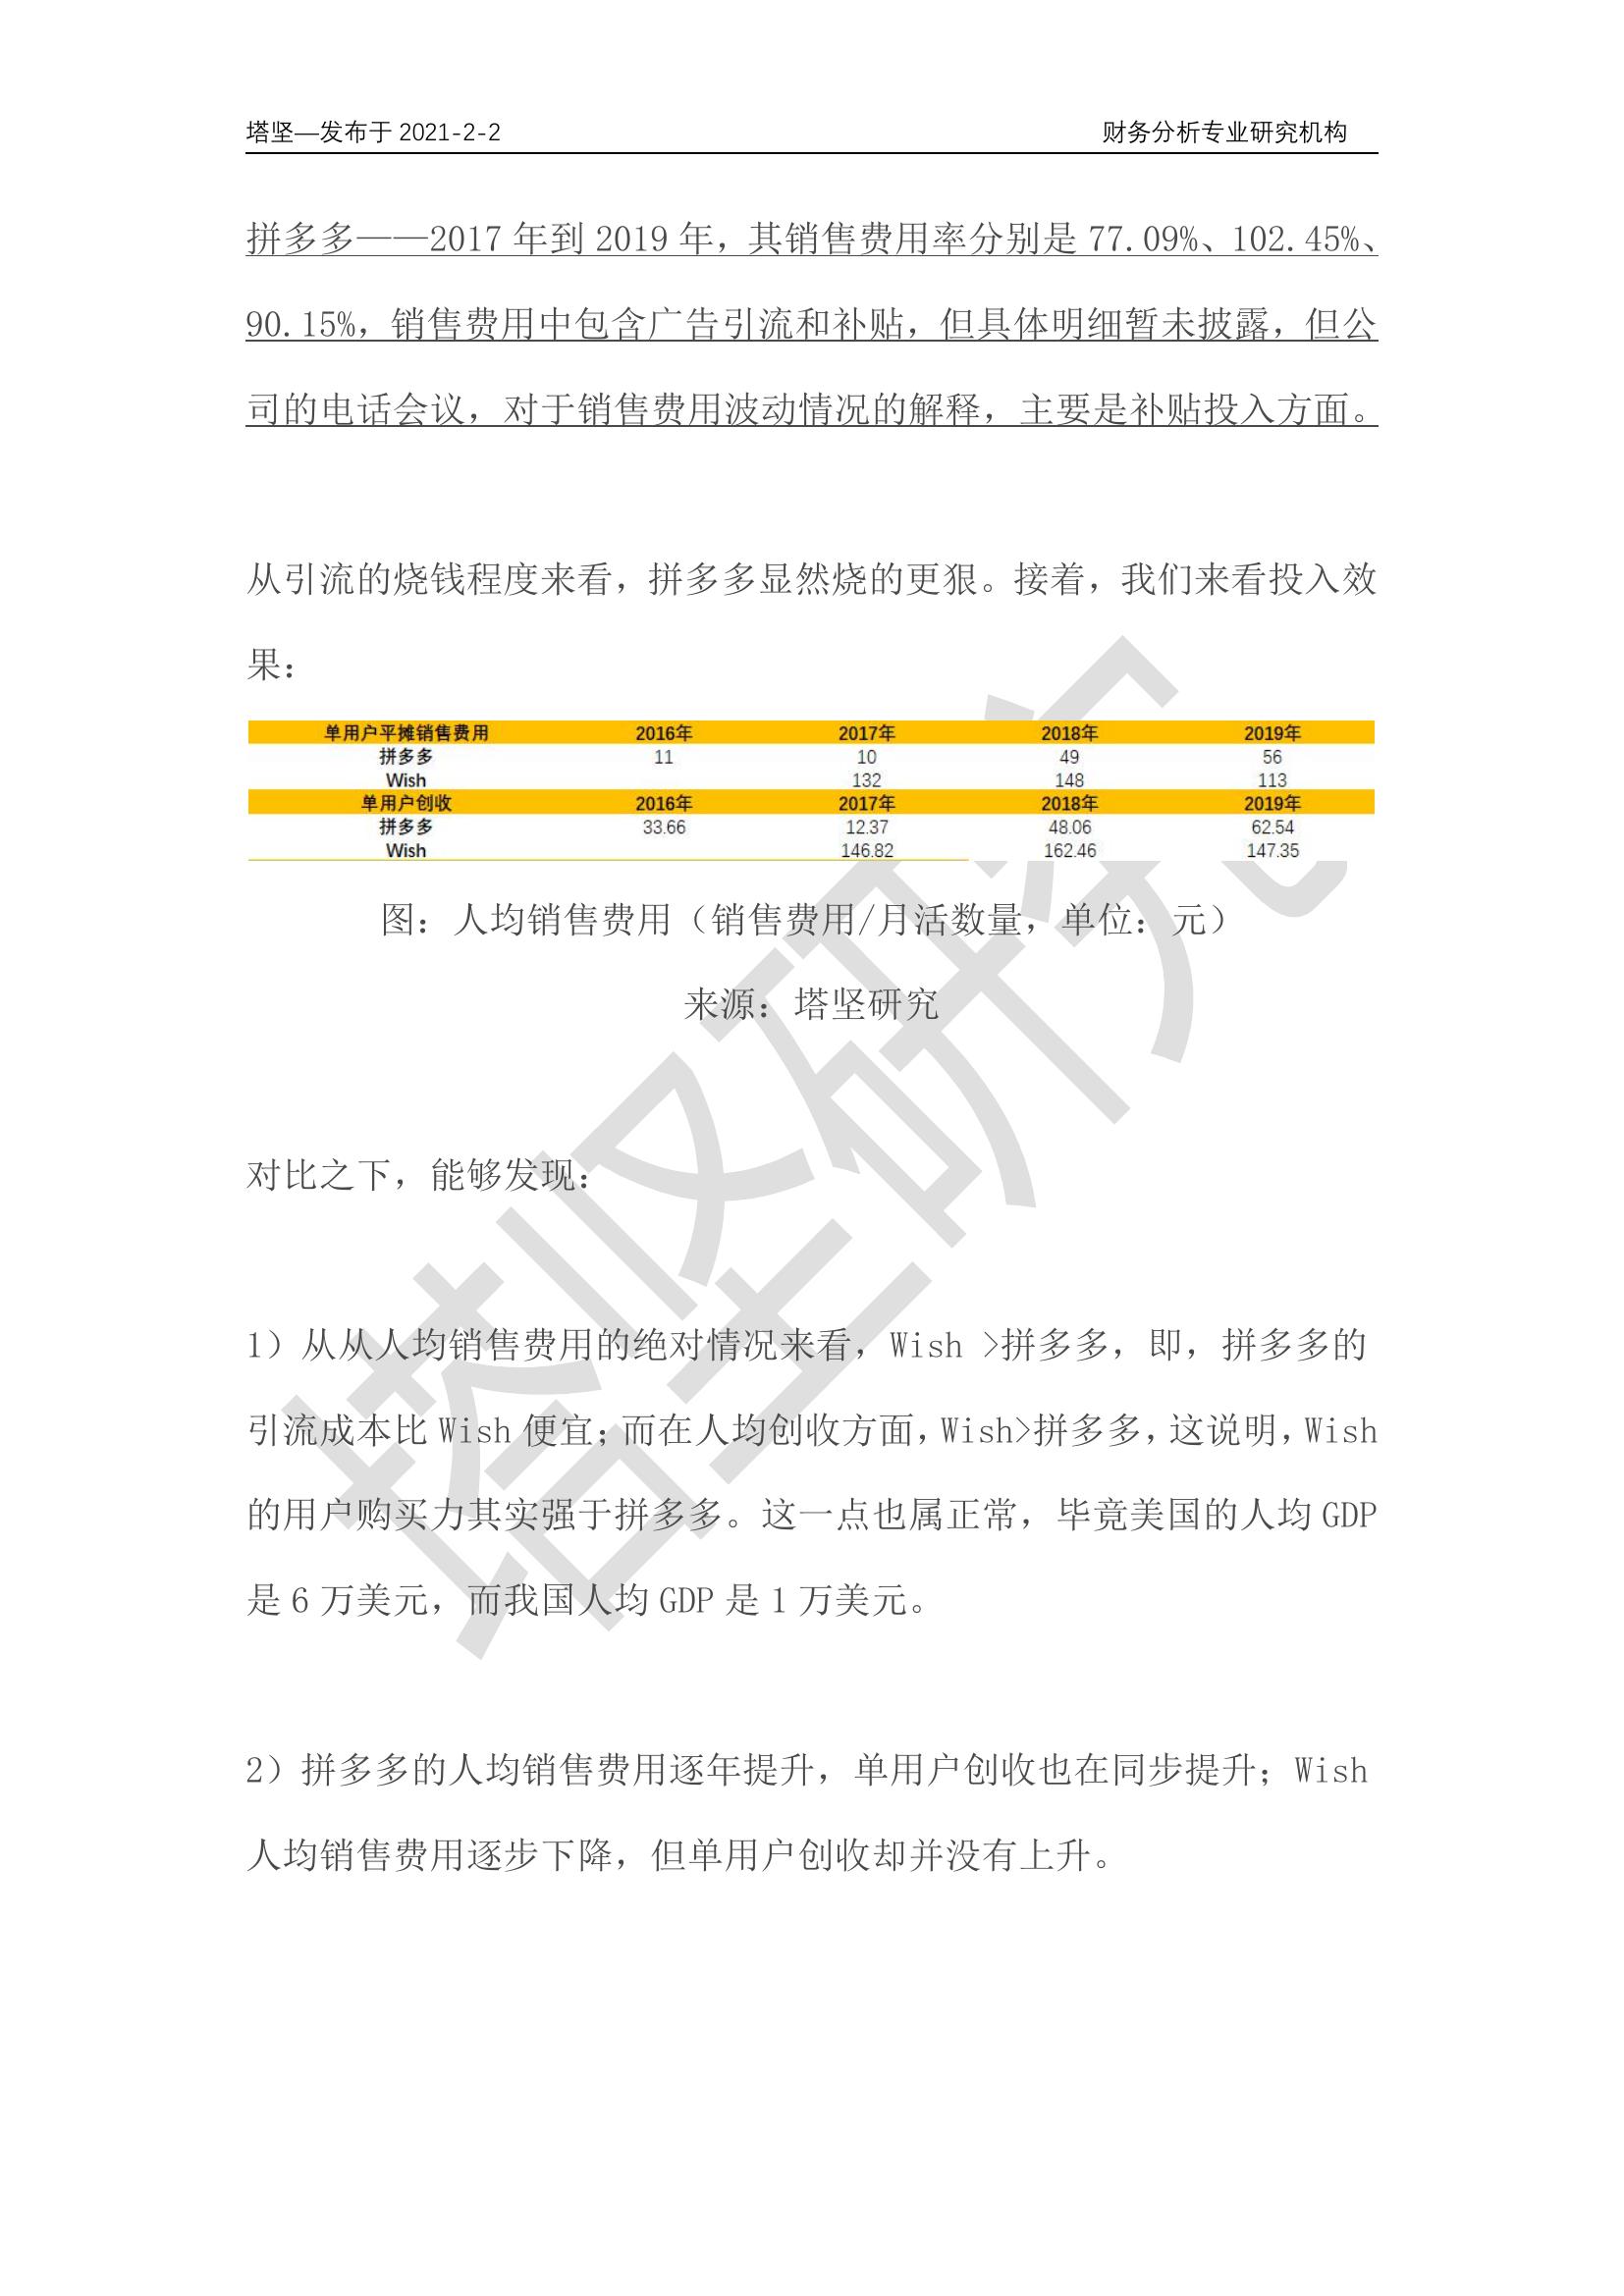 塔坚—发布于 2021-2-2 财务分析专业研究机构
拼多多——2017 年到 2019 年，其销售费用率分别是 77.09%、102.45%、
90.15%，销售费用中包含广告引流和补贴，但具体明细暂未披露，但公
司的电话会议，对于销售费用波动情况的解释，主要是补贴投入方面。
从引流的烧钱程度来看，拼多多显然烧的更狠。接着，我们来看投入效
果：
单用户平摊销售费用 2016年 2017年 2018年 2019年
拼多多 11 10 49 56
Wish 132 148 113
单用户创收 2016年 2017年 2018年 2019年
拼多多 33.66 12.37 48.06 62.54
Wish 146.82 162.46 147.35
图：人均销售费用（销售费用/月活数量，单位：元）
来源：塔坚研究
对比之下，能够发现：
1）从从人均销售费用的绝对情况来看，Wish >拼多多，即，拼多多的
引流成本比 Wish 便宜；而在人均创收方面，Wish>拼多多，这说明，Wish
的用户购买力其实强于拼多多。这一点也属正常，毕竟美国的人均 GDP
是 6 万美元，而我国人均 GDP 是 1 万美元。
2）拼多多的人均销售费用逐年提升，单用户创收也在同步提升；Wish
人均销售费用逐步下降，但单用户创收却并没有上升。
塔坚研究